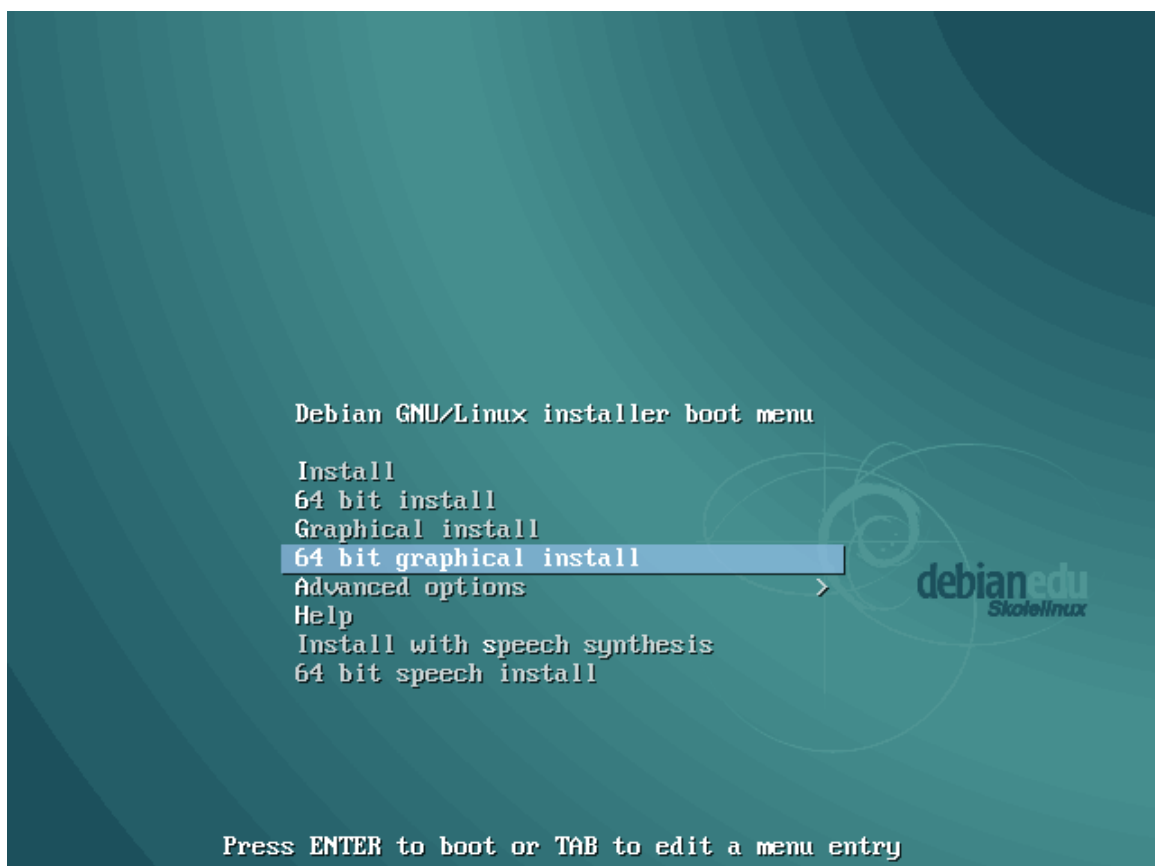 Debian GNU/Linux installer boot menu
Install
64 bit install
Graphical install
64 bit graphical install
Advanced options >
Help
Install with speech synthesis
64 bit speech install
debianedu
Skolelinux
Press ENTER to boot or TAB to edit a menu entry